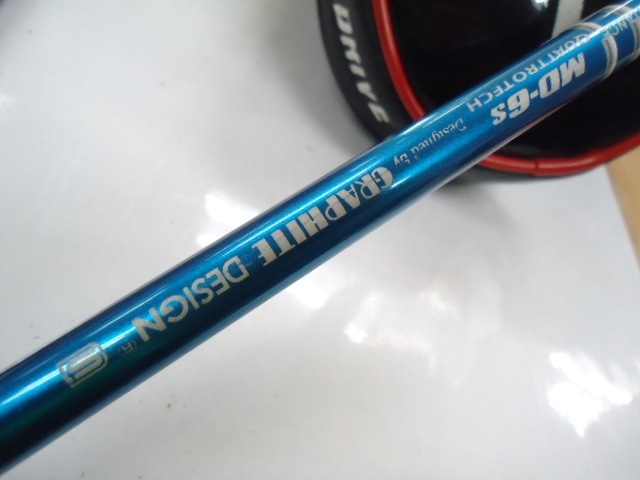 QUATTROTECH
MD-6s
Designed by
GRAPHITE DESIGN ®
DRIVE